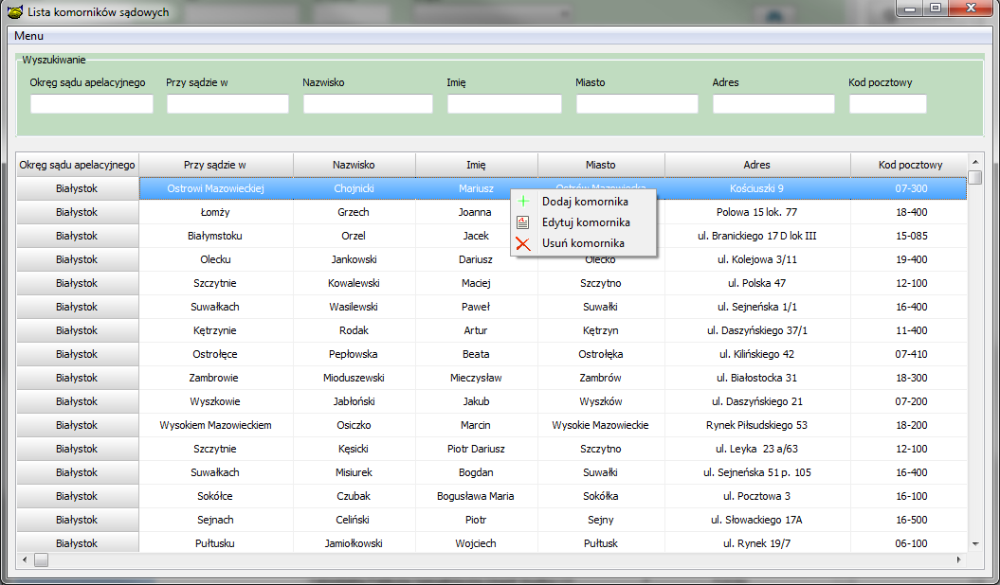 Lista komorników sądowych
Menu
Wyszukiwanie
Okręg sądu apelacyjnego Przy sądzie w Nazwisko Imię Miasto Adres Kod pocztowy
Okręg sądu apelacyjnego Przy sądzie w Nazwisko Imię Miasto Adres Kod pocztowy
Białystok Ostrowi Mazowieckiej Chojnicki Mariusz Ostrów Mazowiecka Kościuszki 9 07-300
Dodaj komornika
Edytuj komornika
Usuń komornika
Białystok Łomży Grzech Joanna Polowa 15 lok. 77 18-400
Białystok Białymstoku Orzel Jacek ul. Branickiego 17 D lok III 15-085
Białystok Olecku Jankowski Dariusz Olecko ul. Kolejowa 3/11 19-400
Białystok Szczytnie Kowalewski Maciej Szczytno ul. Polska 47 12-100
Białystok Suwałkach Wasilewski Paweł Suwałki ul. Sejneńska 1/1 16-400
Białystok Kętrzynie Rodak Artur Kętrzyn ul. Daszyńskiego 37/1 11-400
Białystok Ostrołęce Pepłowska Beata Ostrołęka ul. Kilińskiego 42 07-410
Białystok Zambrowie Mioduszewski Mieczysław Zambrów ul. Białostocka 31 18-300
Białystok Wyszkowie Jabłoński Jakub Wyszków ul. Daszyńskiego 21 07-200
Białystok Wysokiem Mazowieckiem Osiczko Marcin Wysokie Mazowieckie Rynek Piłsudskiego 53 18-200
Białystok Szczytnie Kęsicki Piotr Dariusz Szczytno ul. Leyka 23 a/63 12-100
Białystok Suwałkach Misiurek Bogdan Suwałki ul. Sejneńska 51 p. 105 16-400
Białystok Sokółce Czubak Bogusława Maria Sokółka ul. Pocztowa 3 16-100
Białystok Sejnach Celiński Piotr Sejny ul. Słowackiego 17A 16-500
Białystok Pułtusku Jamiołkowski Wojciech Pułtusk ul. Rynek 19/7 06-100